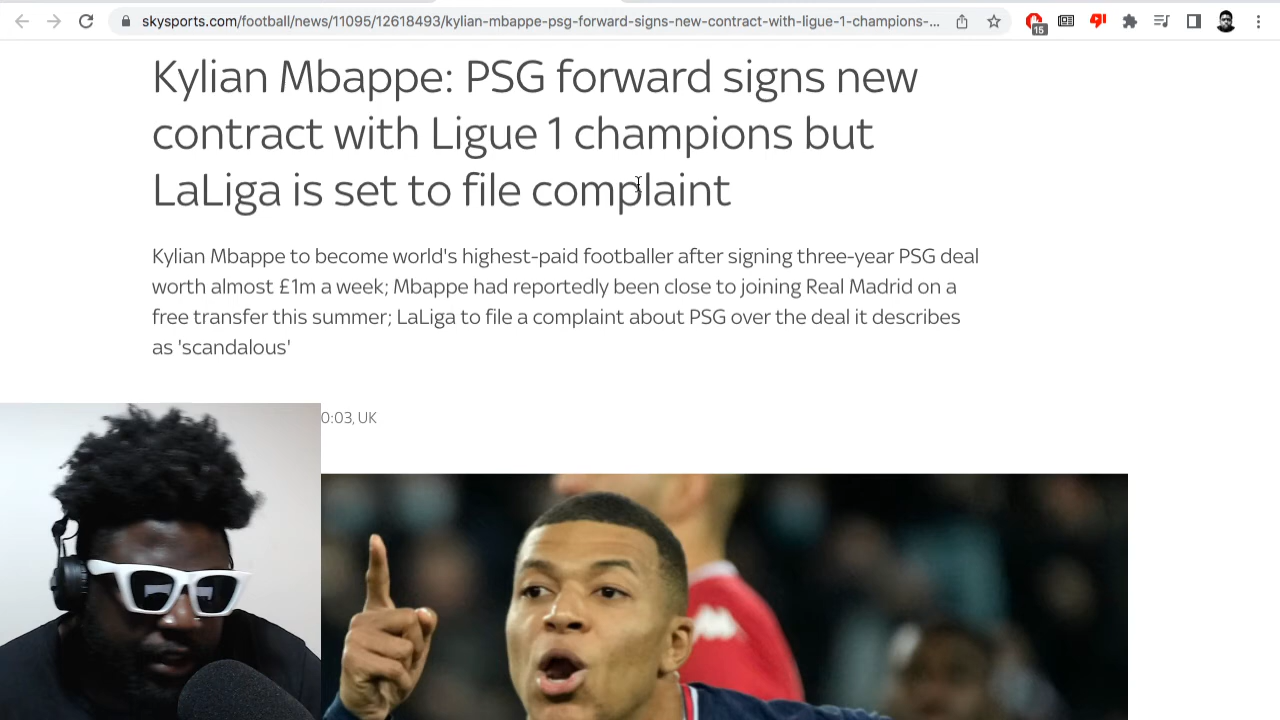 skysports.com/football/news/11095/12618493/kylian-mbappe-psg-forward-signs-new-contract-with-ligue-1-champions-...
15
Kylian Mbappe: PSG forward signs new
contract with Ligue 1 champions but
LaLiga is set to file complaint
Kylian Mbappe to become world's highest-paid footballer after signing three-year PSG deal
worth almost £1m a week; Mbappe had reportedly been close to joining Real Madrid on a
free transfer this summer; LaLiga to file a complaint about PSG over the deal it describes
as 'scandalous'
0:03, UK